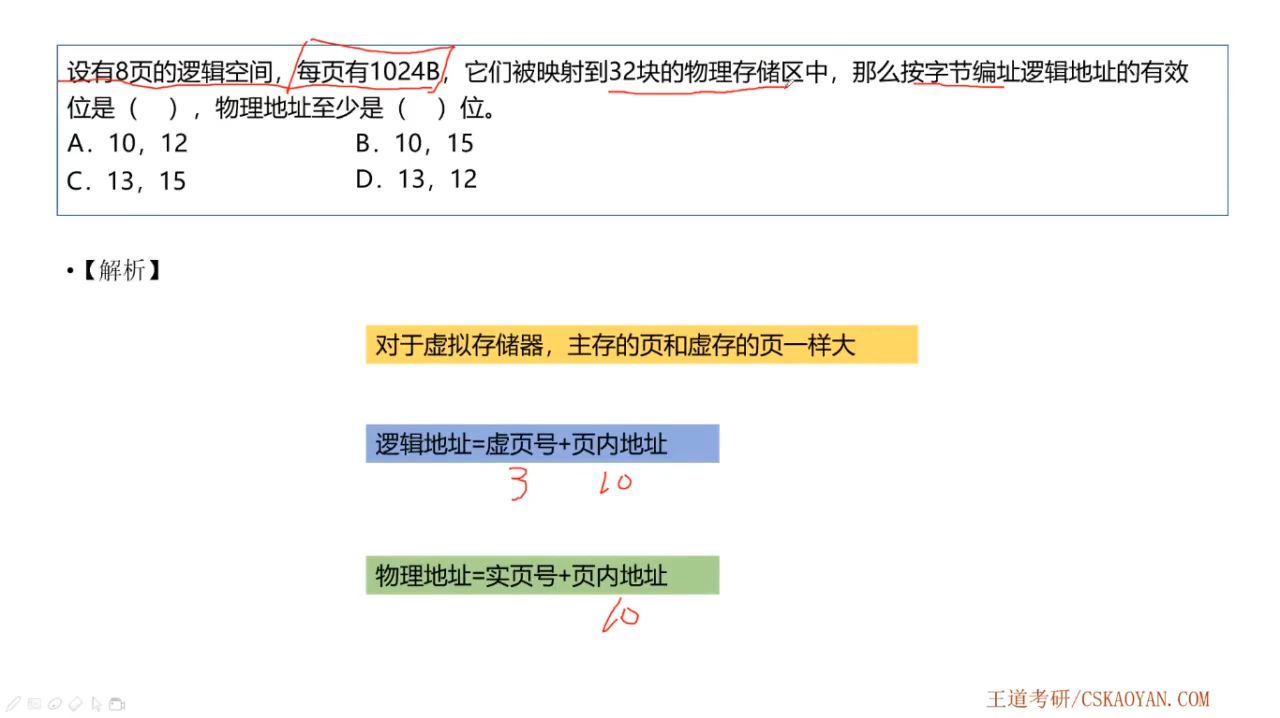 设有8页的逻辑空间，每页有1024B，它们被映射到32块的物理存储区中，那么按字节编址逻辑地址的有效
位是（　），物理地址至少是（　）位。
A．10，12　　B．10，15
C．13，15　　D．13，12
•【解析】
对于虚拟存储器，主存的页和虚存的页一样大
逻辑地址=虚页号+页内地址
3　10
物理地址=实页号+页内地址
10
王道考研/CSKAOYAN.COM